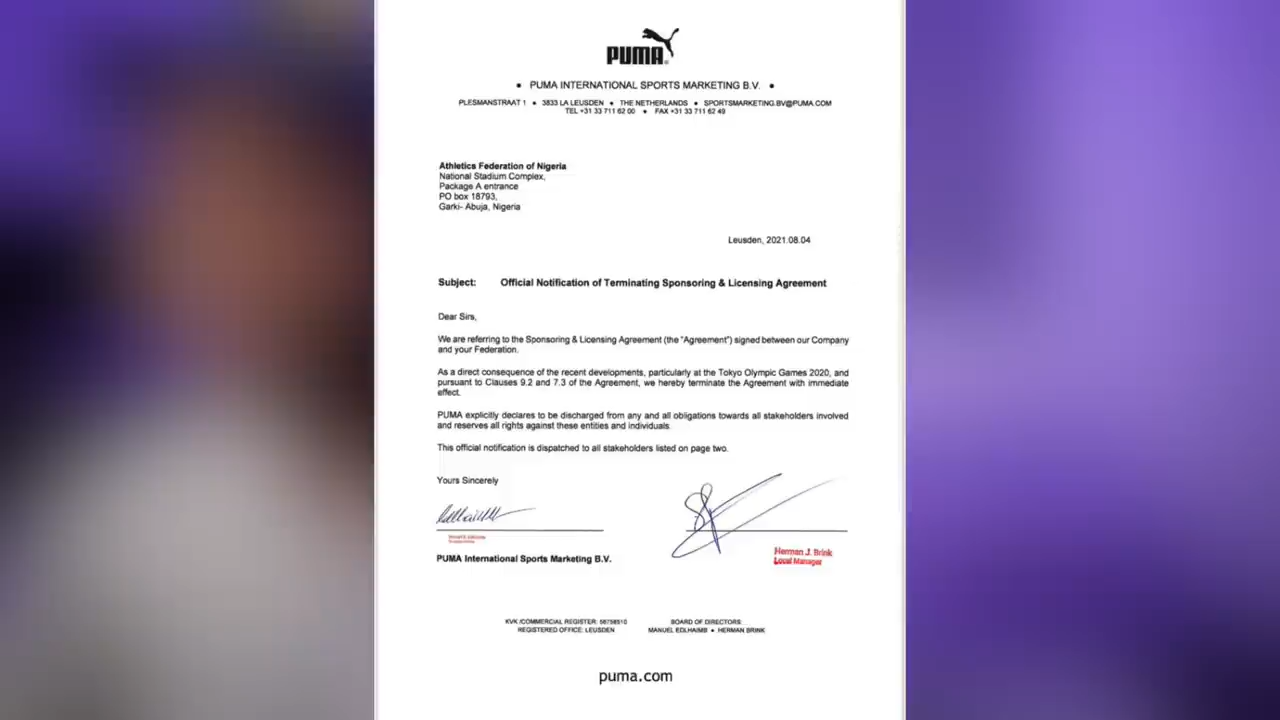 PUMA
• PUMA INTERNATIONAL SPORTS MARKETING B.V. •
PLESMANSTRAAT 1 • 3833 LA LEUSDEN • THE NETHERLANDS • SPORTSMARKETING.BV@PUMA.COM
TEL +31 33 711 62 00 • FAX +31 33 711 62 49
Athletics Federation of Nigeria
National Stadium Complex,
Package A entrance
PO box 18793,
Garki- Abuja, Nigeria
Leusden, 2021.08.04
Subject: Official Notification of Terminating Sponsoring & Licensing Agreement
Dear Sirs,
We are referring to the Sponsoring & Licensing Agreement (the "Agreement") signed between our Company
and your Federation.
As a direct consequence of the recent developments, particularly at the Tokyo Olympic Games 2020, and
pursuant to Clauses 9.2 and 7.3 of the Agreement, we hereby terminate the Agreement with immediate
effect.
PUMA explicitly declares to be discharged from any and all obligations towards all stakeholders involved
and reserves all rights against these entities and individuals.
This official notification is dispatched to all stakeholders listed on page two.
Yours Sincerely
Herman J. Brink
Local Manager
PUMA International Sports Marketing B.V.
KVK /COMMERCIAL REGISTER: 56758510
REGISTERED OFFICE: LEUSDEN
BOARD OF DIRECTORS:
MANUEL EDLHAIMB • HERMAN BRINK
puma.com